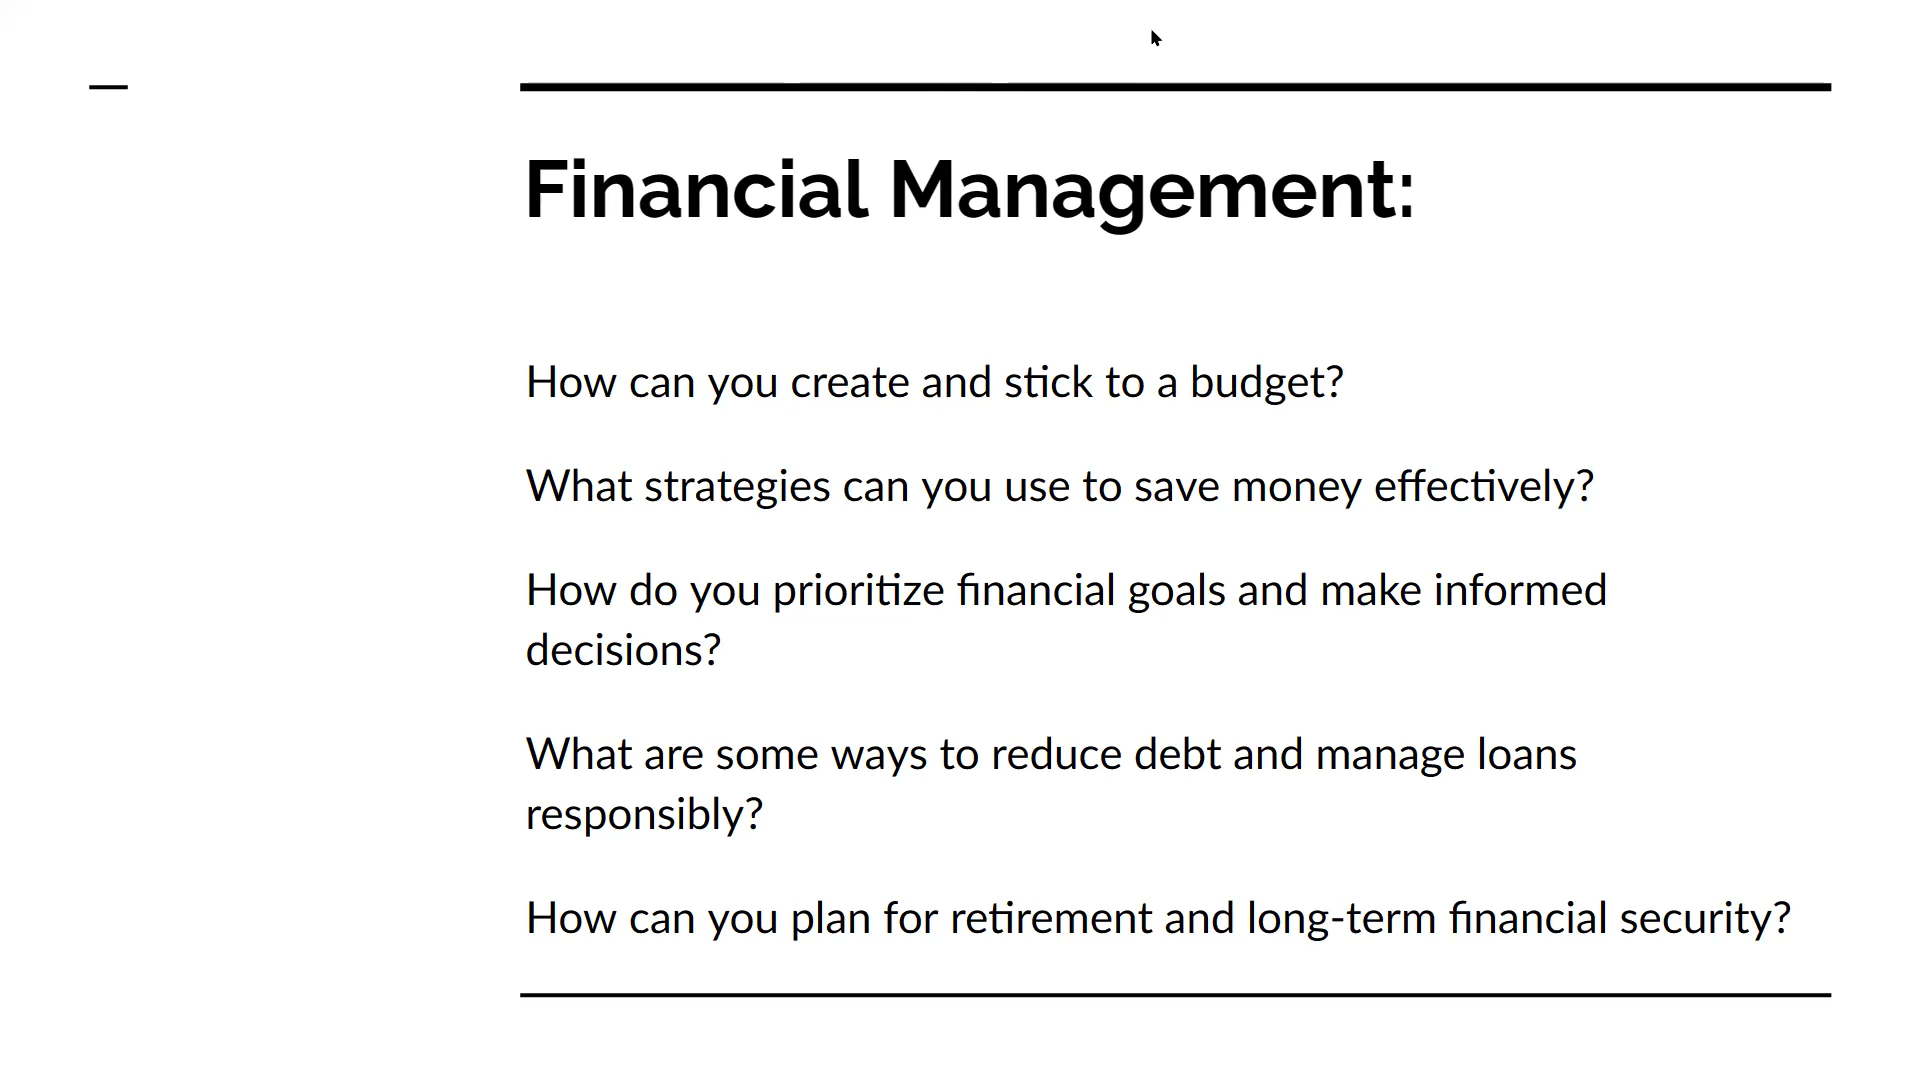 Financial Management:
How can you create and stick to a budget?
What strategies can you use to save money effectively?
How do you prioritize financial goals and make informed
decisions?
What are some ways to reduce debt and manage loans
responsibly?
How can you plan for retirement and long-term financial security?